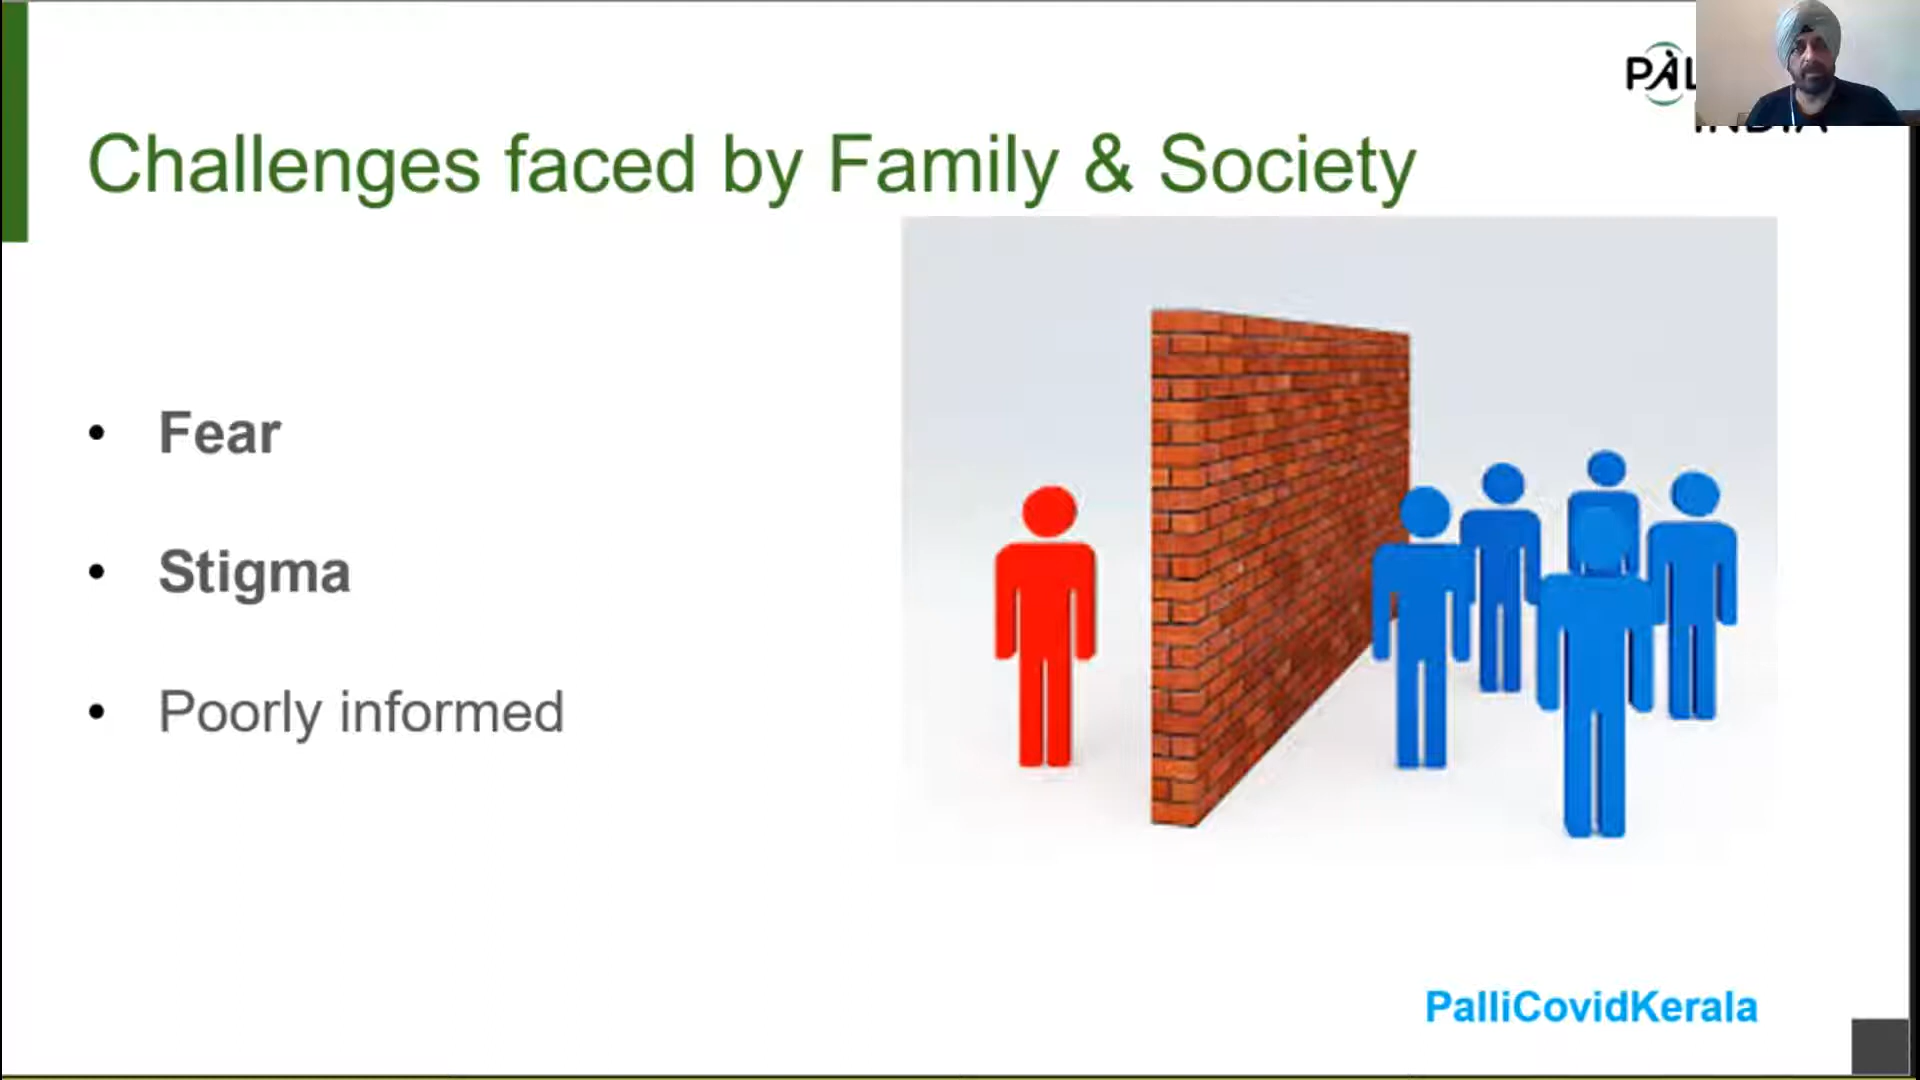 Challenges faced by Family & Society
• Fear
• Stigma
• Poorly informed
PalliCovidKerala